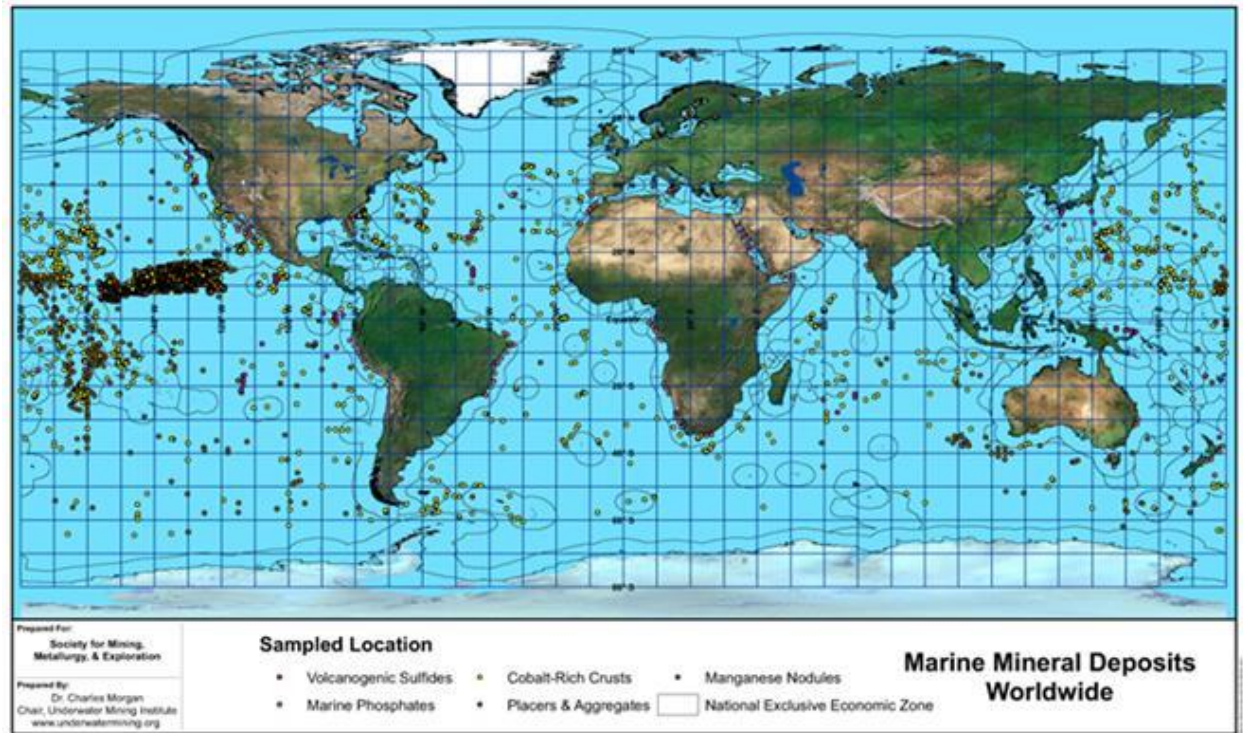 Equator
Prepared For:
Society for Mining,
Metallurgy, & Exploration
Prepared By:
Dr. Charles Morgan
Chair, Underwater Mining Institute
www.underwatermining.org
Sampled Location
Volcanogenic Sulfides
Cobalt-Rich Crusts
Manganese Nodules
Marine Phosphates
Placers & Aggregates
National Exclusive Economic Zone
Marine Mineral Deposits
Worldwide